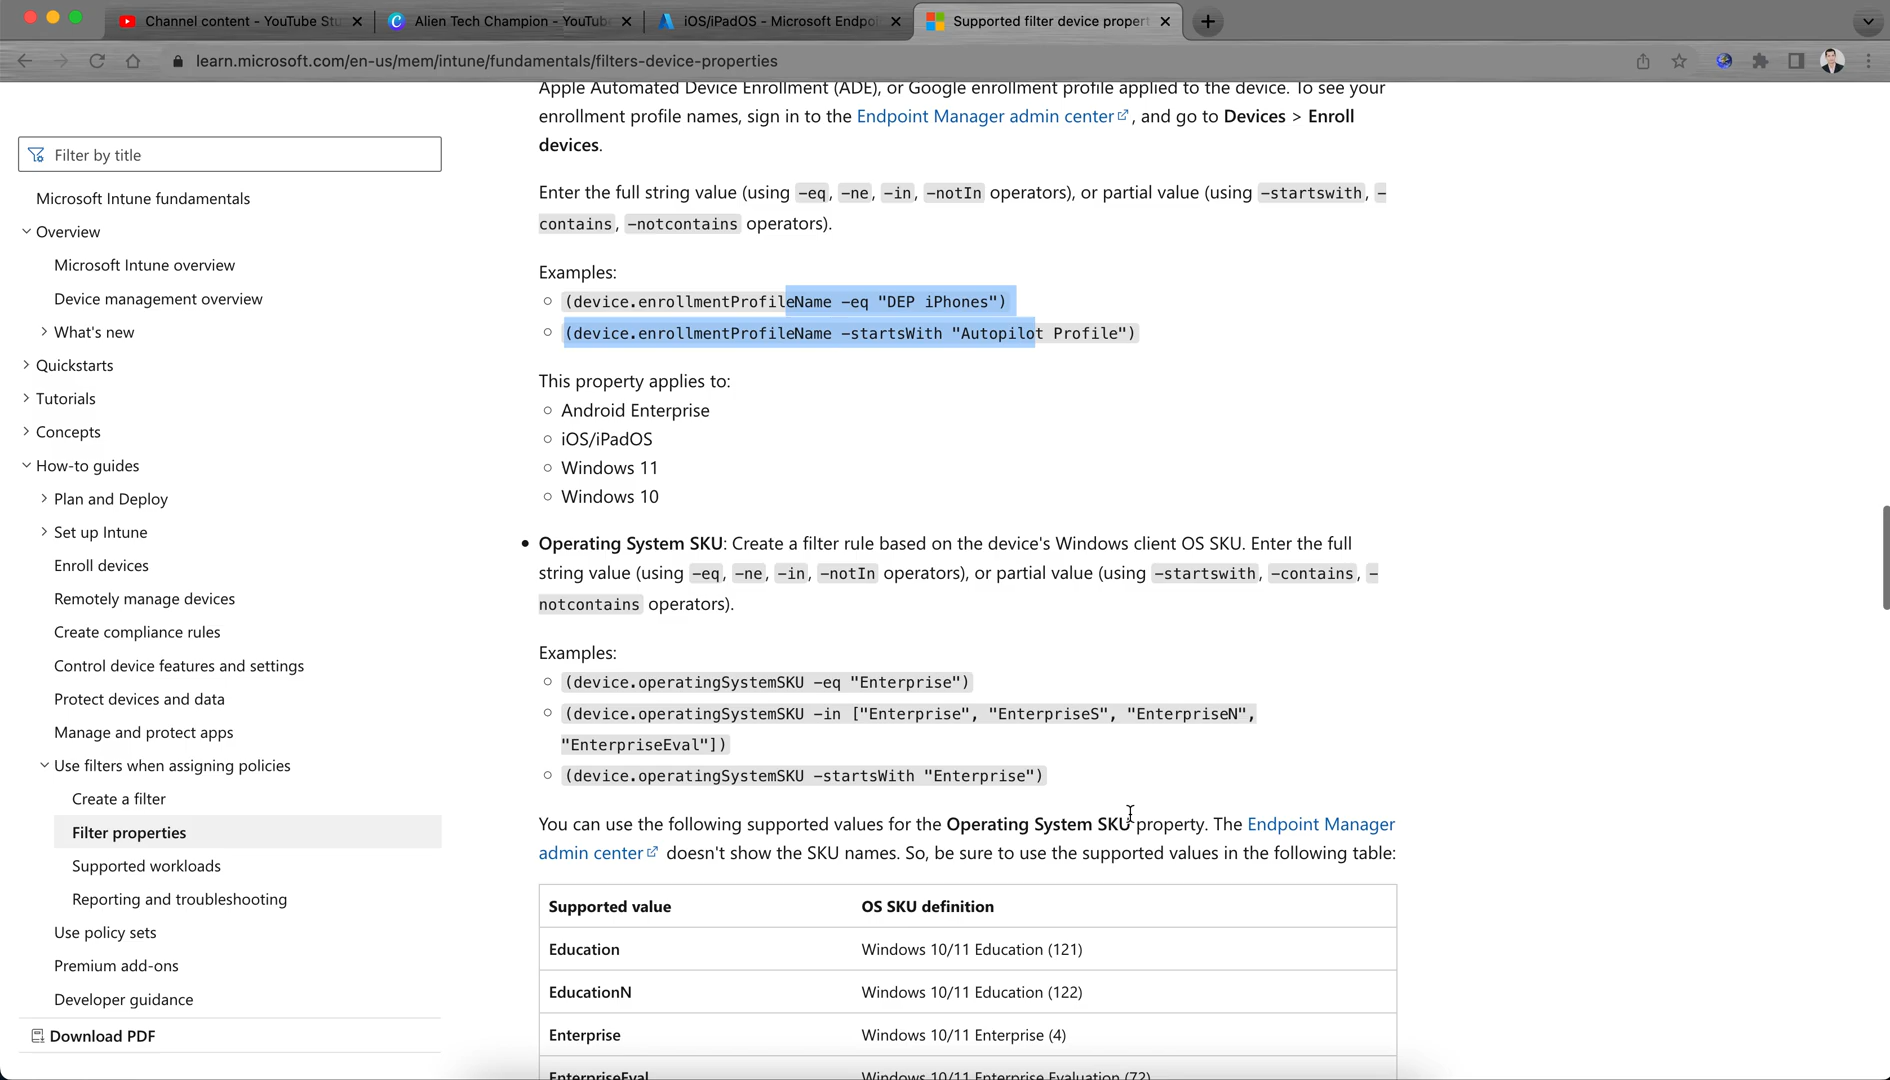 Channel content - YouTube Stu
Alien Tech Champion - YouTube
iOS/iPadOS - Microsoft Endpoi
Supported filter device propert
learn.microsoft.com/en-us/mem/intune/fundamentals/filters-device-properties
Filter by title
Microsoft Intune fundamentals
Overview
Microsoft Intune overview
Device management overview
What's new
Quickstarts
Tutorials
Concepts
How-to guides
Plan and Deploy
Set up Intune
Enroll devices
Remotely manage devices
Create compliance rules
Control device features and settings
Protect devices and data
Manage and protect apps
Use filters when assigning policies
Create a filter
Filter properties
Supported workloads
Reporting and troubleshooting
Use policy sets
Premium add-ons
Developer guidance
Download PDF
Apple Automated Device Enrollment (ADE), or Google enrollment profile applied to the device. To see your
enrollment profile names, sign in to the Endpoint Manager admin center, and go to Devices > Enroll
devices.
Enter the full string value (using -eq, -ne, -in, -notIn operators), or partial value (using -startswith, -
contains, -notcontains operators).
Examples:
(device.enrollmentProfileName -eq "DEP iPhones")
(device.enrollmentProfileName -startsWith "Autopilot Profile")
This property applies to:
Android Enterprise
iOS/iPadOS
Windows 11
Windows 10
Operating System SKU: Create a filter rule based on the device's Windows client OS SKU. Enter the full
string value (using -eq, -ne, -in, -notIn operators), or partial value (using -startswith, -contains, -
notcontains operators).
Examples:
(device.operatingSystemSKU -eq "Enterprise")
(device.operatingSystemSKU -in ["Enterprise", "EnterpriseS", "EnterpriseN",
"EnterpriseEval"])
(device.operatingSystemSKU -startsWith "Enterprise")
You can use the following supported values for the Operating System SKU property. The Endpoint Manager
admin center doesn't show the SKU names. So, be sure to use the supported values in the following table:
Supported value OS SKU definition
Education Windows 10/11 Education (121)
EducationN Windows 10/11 Education (122)
Enterprise Windows 10/11 Enterprise (4)
EnterpriseEval Windows 10/11 Enterprise Evaluation (72)